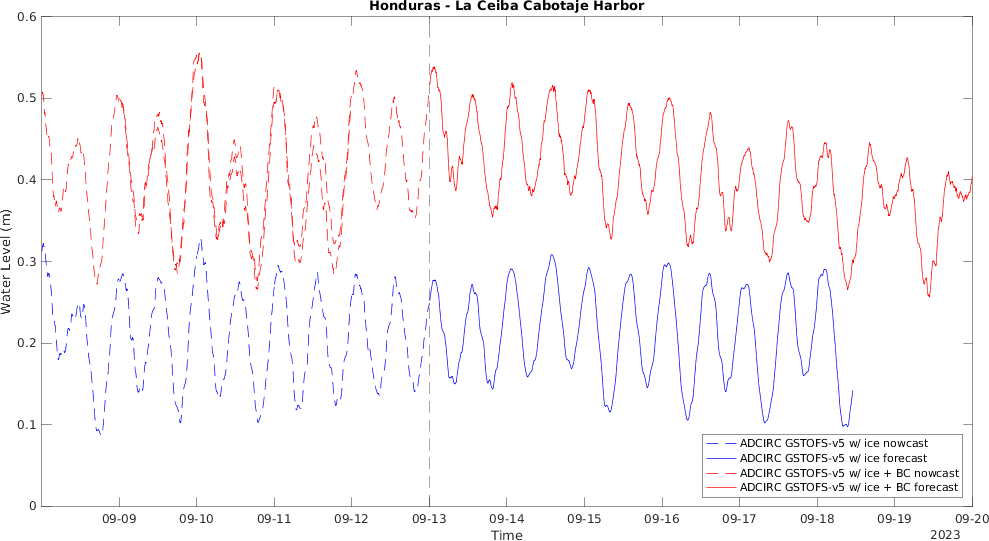 Honduras - La Ceiba Cabotaje Harbor
0.6
0.5
0.4
0.3
0.2
0.1
0
Water Level (m)
ADCIRC GSTOFS-v5 w/ ice nowcast
ADCIRC GSTOFS-v5 w/ ice forecast
ADCIRC GSTOFS-v5 w/ ice + BC nowcast
ADCIRC GSTOFS-v5 w/ ice + BC forecast
09-09 09-10 09-11 09-12 09-13 09-14 09-15 09-16 09-17 09-18 09-19 09-20
Time
2023